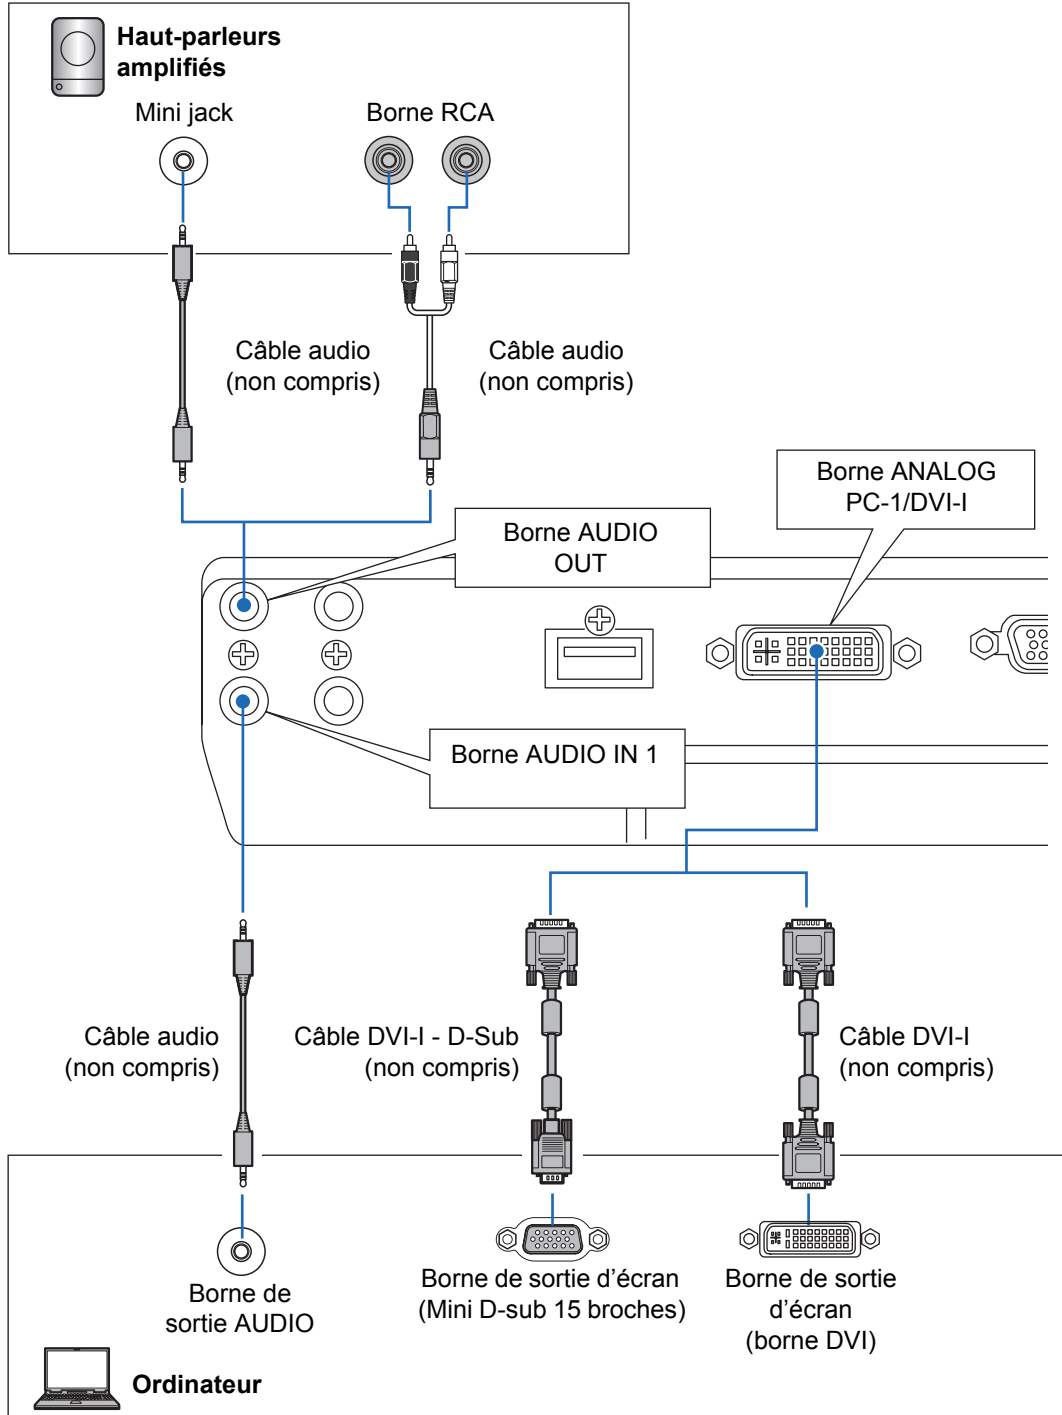 Haut-parleurs
amplifiés
Mini jack
Borne RCA
Câble audio
(non compris)
Câble audio
(non compris)
Borne ANALOG
PC-1/DVI-I
Borne AUDIO
OUT
Borne AUDIO IN 1
Câble audio
(non compris)
Câble DVI-I - D-Sub
(non compris)
Câble DVI-I
(non compris)
Borne de
sortie AUDIO
Borne de sortie d’écran
(Mini D-sub 15 broches)
Borne de sortie
d’écran
(borne DVI)
Ordinateur